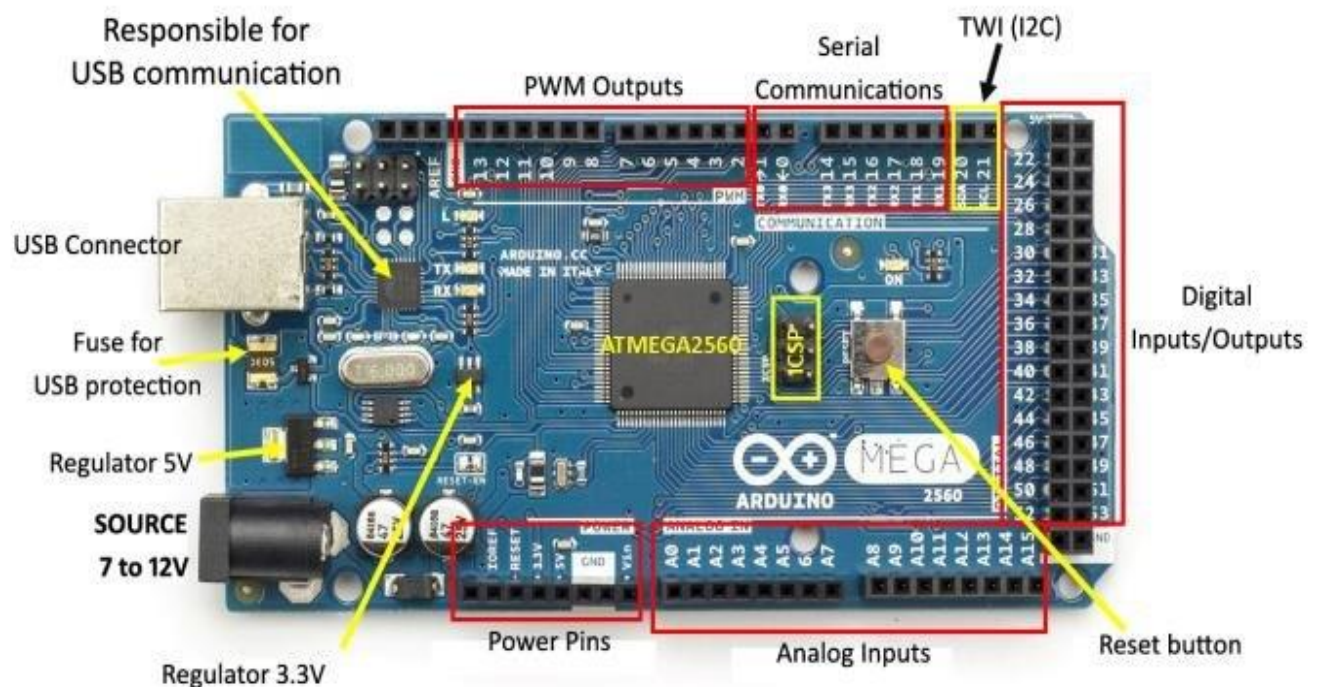 Responsible for
USB communication
PWM Outputs
Serial
Communications
TWI (I2C)
USB Connector
Fuse for
USB protection
Regulator 5V
SOURCE
7 to 12V
Regulator 3.3V
Power Pins
Analog Inputs
Reset button
Digital
Inputs/Outputs
AREF
13
12
11
10
9
8
7
6
5
4
3
2
14
15
16
17
18
19
20
21
PWM
COMMUNICATION
L
TX
RX
ARDUINO.CC
MADE IN ITALY
ATMEGA2560
ICSP
ON
ARDUINO
MEGA
2560
RESET-EN
POWER
IOREF
RESET
3.3V
5V
GND
Vin
ANALOG IN
A0
A1
A2
A3
A4
A5
A7
A8
A9
A10
A11
A12
A13
A14
A15
22
24
26
28
30
32
34
36
38
40
42
44
46
48
50